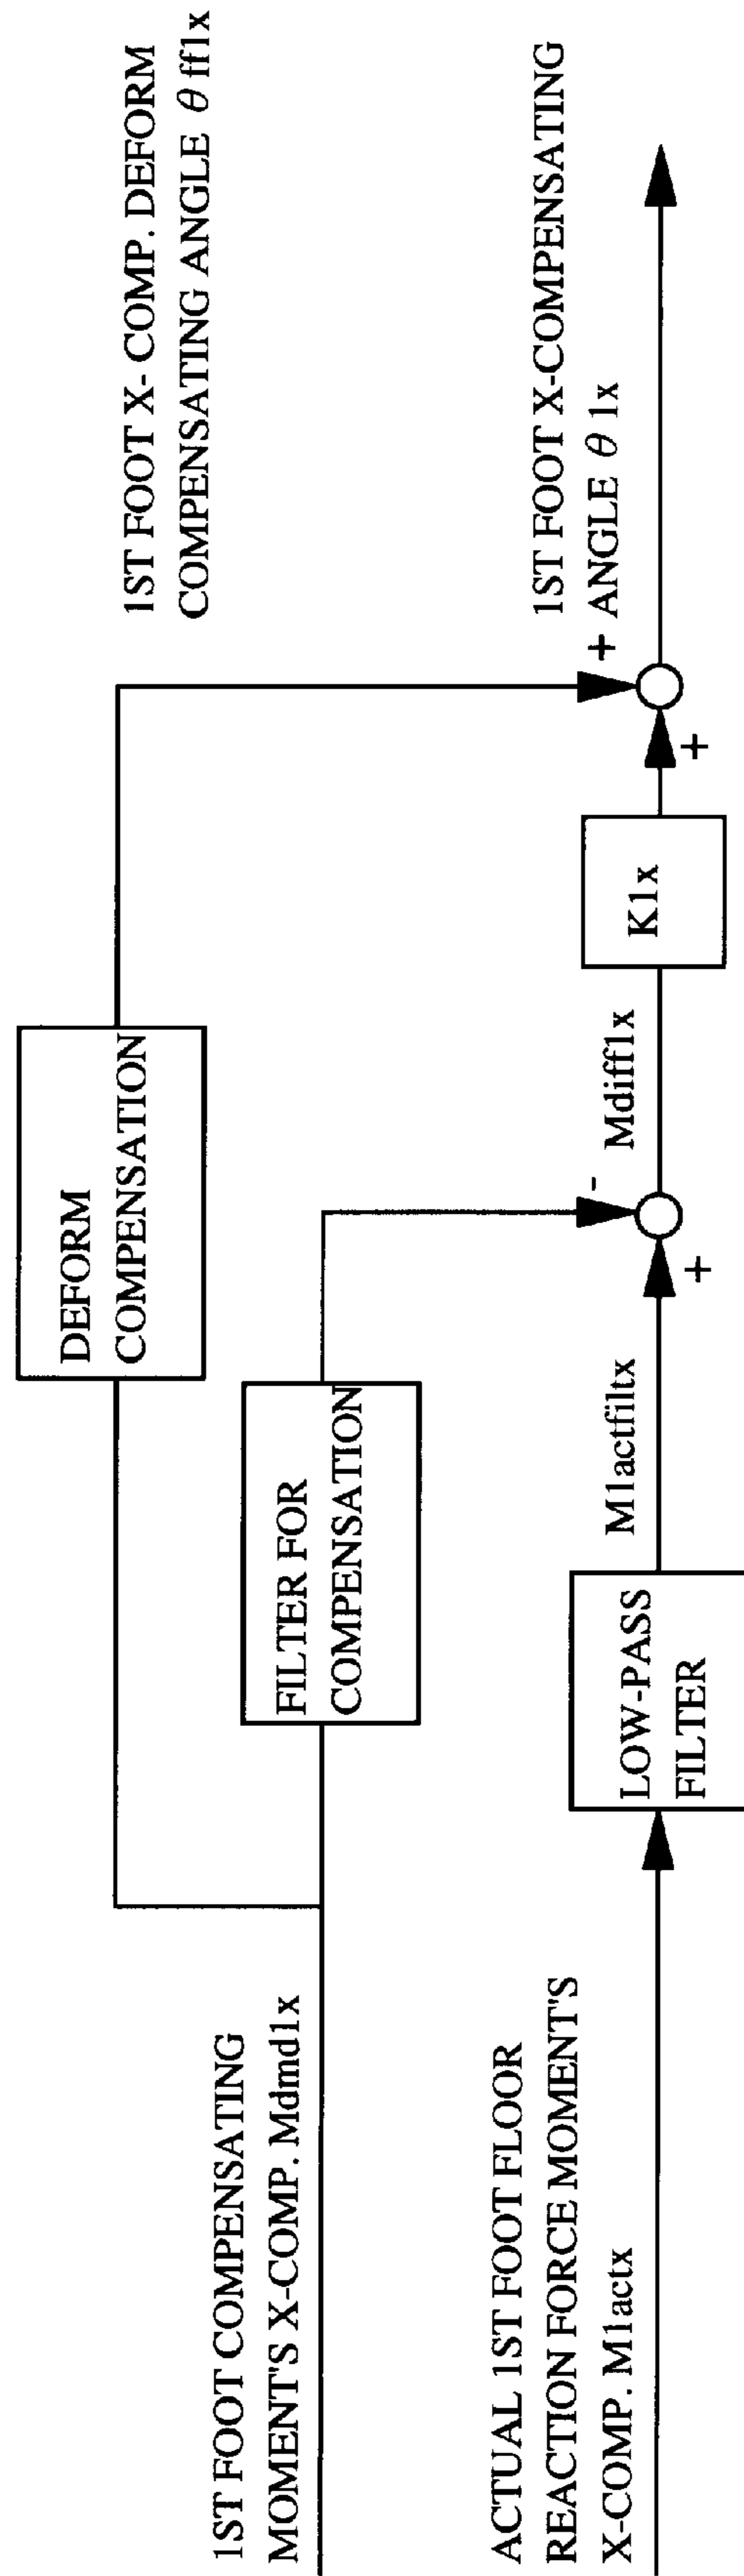 1ST FOOT COMPENSATING
MOMENT'S X-COMP. Mdmd1x
DEFORM
COMPENSATION
1ST FOOT X- COMP. DEFORM
COMPENSATING ANGLE θ ff1x
FILTER FOR
COMPENSATION
ACTUAL 1ST FOOT FLOOR
REACTION FORCE MOMENT'S
X-COMP. M1actx
LOW-PASS
FILTER
M1actfiltx
+
-
Mdiff1x
K1x
+
+
1ST FOOT X-COMPENSATING
ANGLE θ 1x